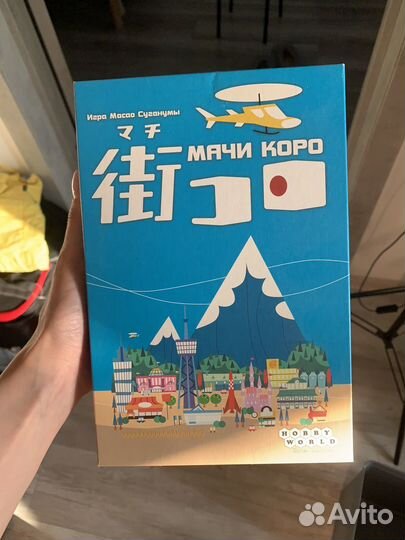 Игра Масао Суганумы
マチ
МАЧИ КОРО
街コロ
HOBBY
WORLD
Avito